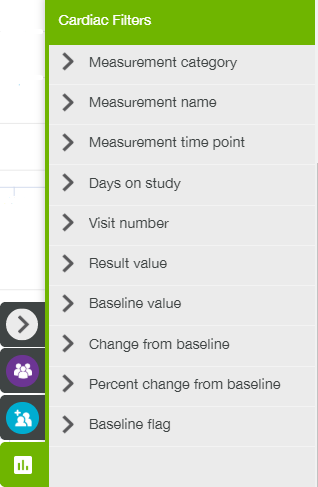 Cardiac Filters
Measurement category
Measurement name
Measurement time point
Days on study
Visit number
Result value
Baseline value
Change from baseline
Percent change from baseline
Baseline flag